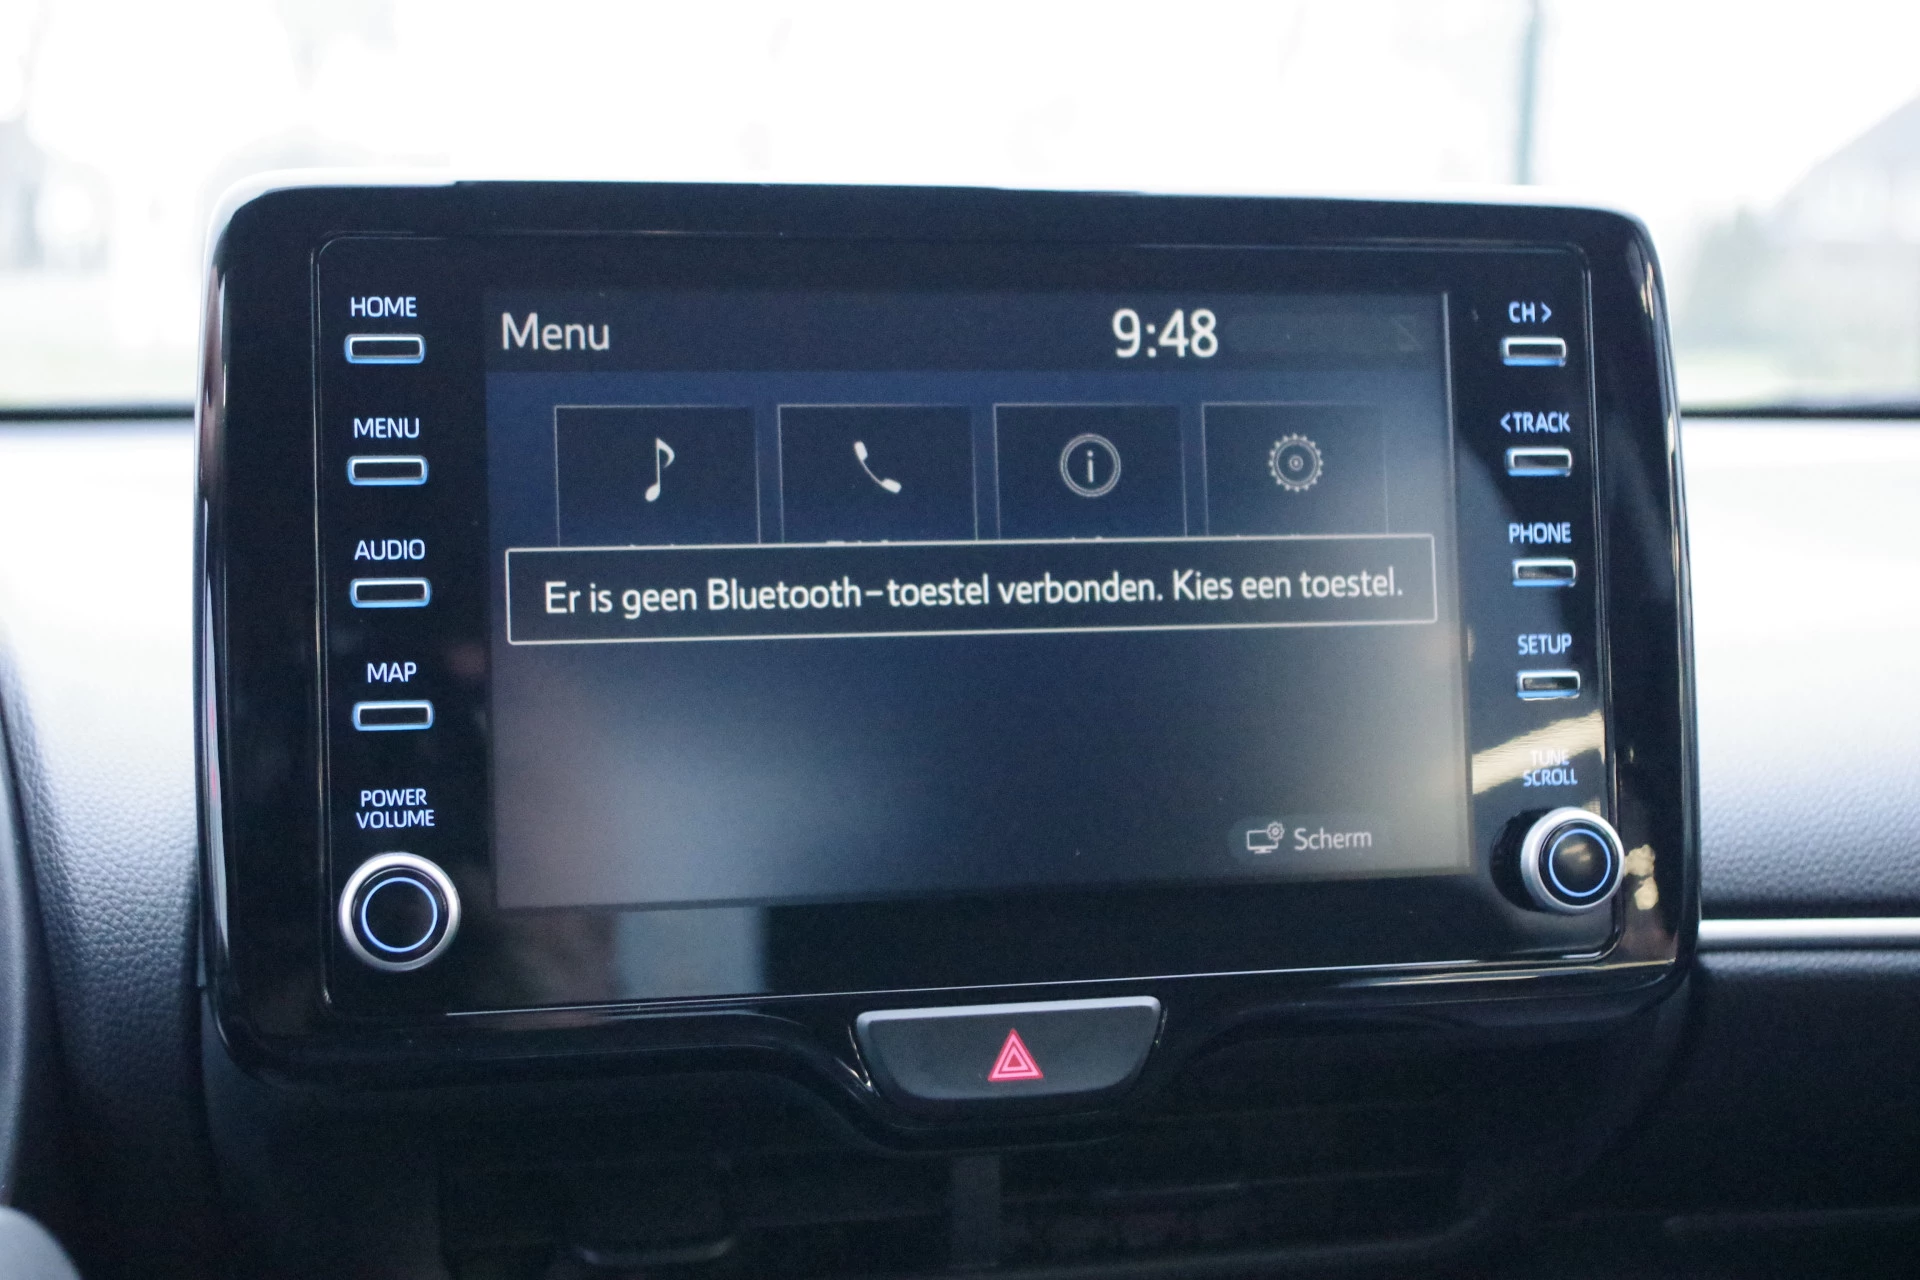 HOME
MENU
AUDIO
MAP
POWER
VOLUME
Menu
9:48
Er is geen Bluetooth-toestel verbonden. Kies een toestel.
Scherm
CH >
<TRACK
PHONE
SETUP
TUNE
SCROLL